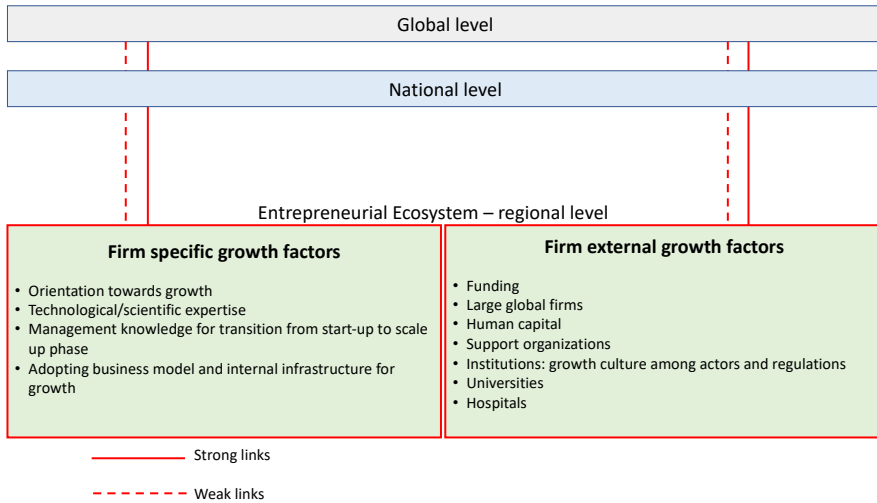 Global level
National level
Entrepreneurial Ecosystem – regional level
Firm specific growth factors
• Orientation towards growth
• Technological/scientific expertise
• Management knowledge for transition from start-up to scale
up phase
• Adopting business model and internal infrastructure for
growth
Firm external growth factors
• Funding
• Large global firms
• Human capital
• Support organizations
• Institutions: growth culture among actors and regulations
• Universities
• Hospitals
Strong links
Weak links